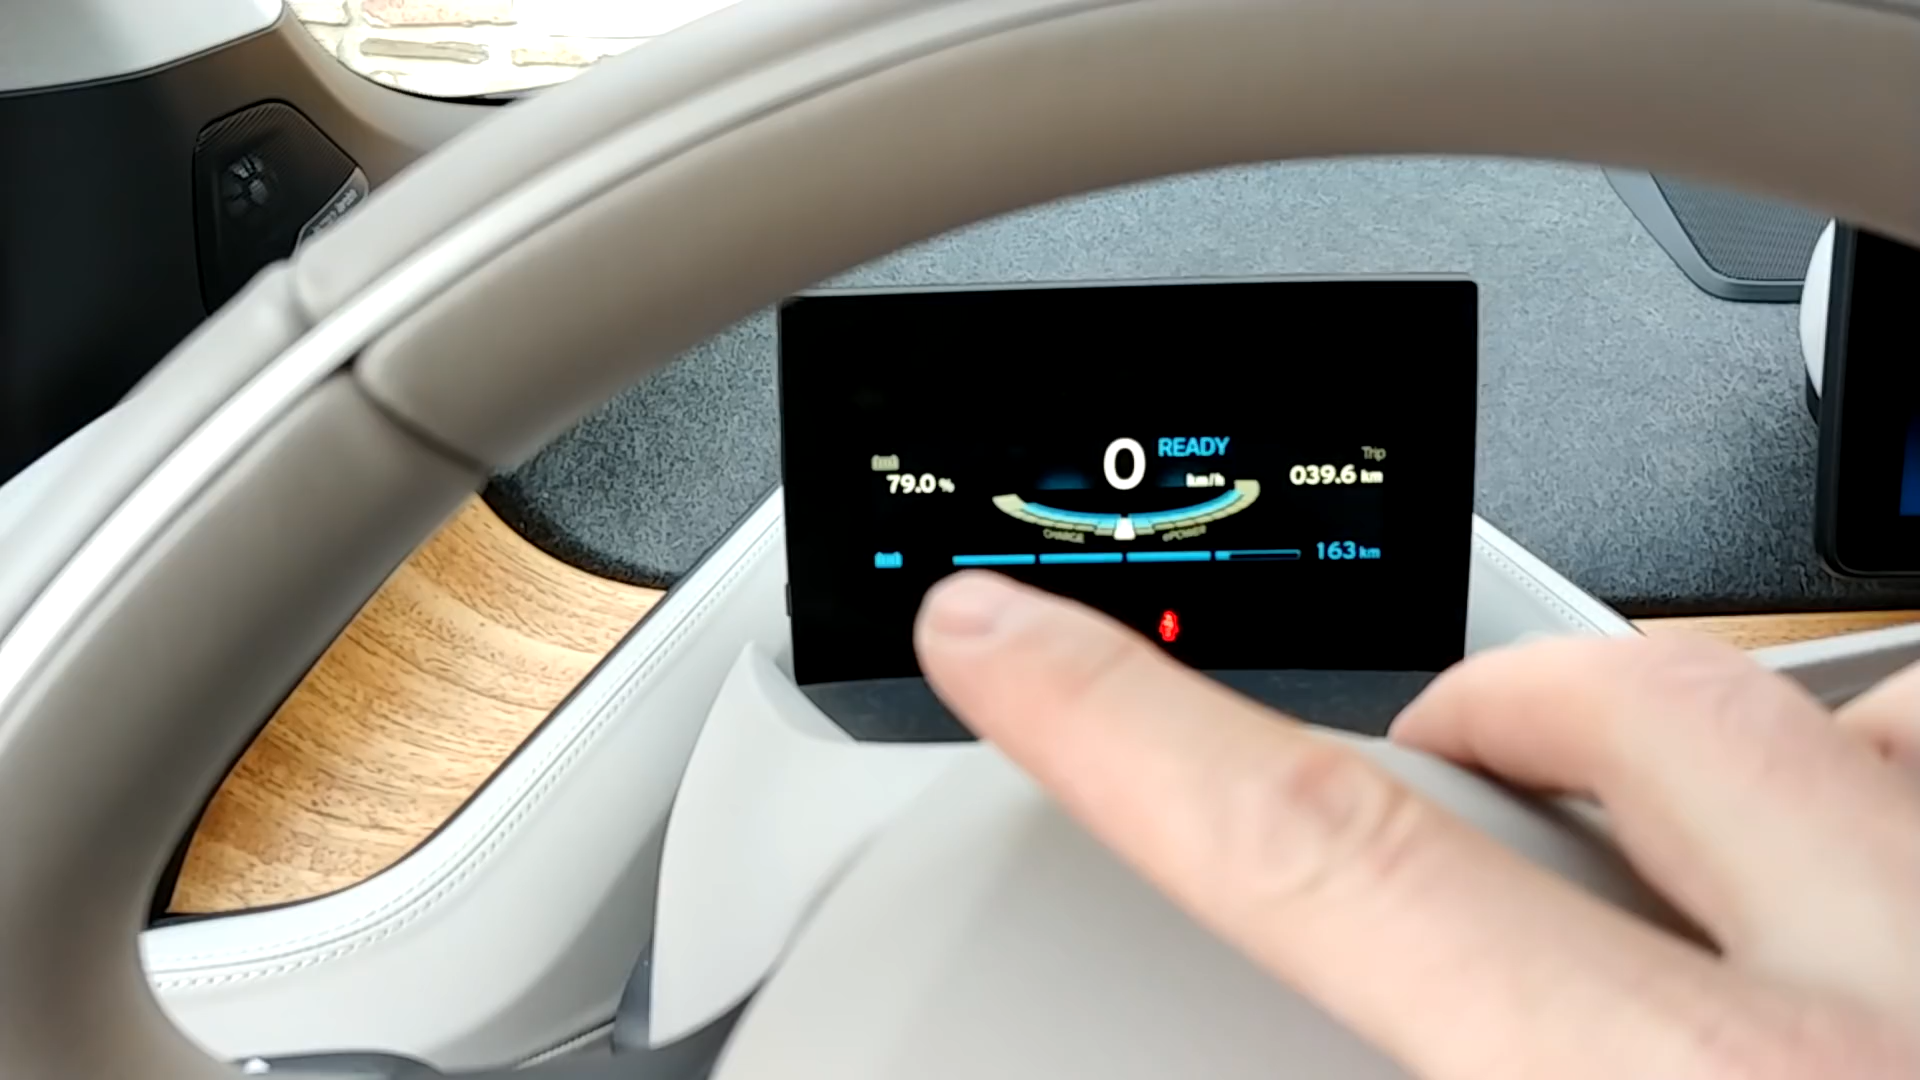 READY
0
km/h
79.0 %
Trip
039.6 km
CHARGE
ePOWER
163 km